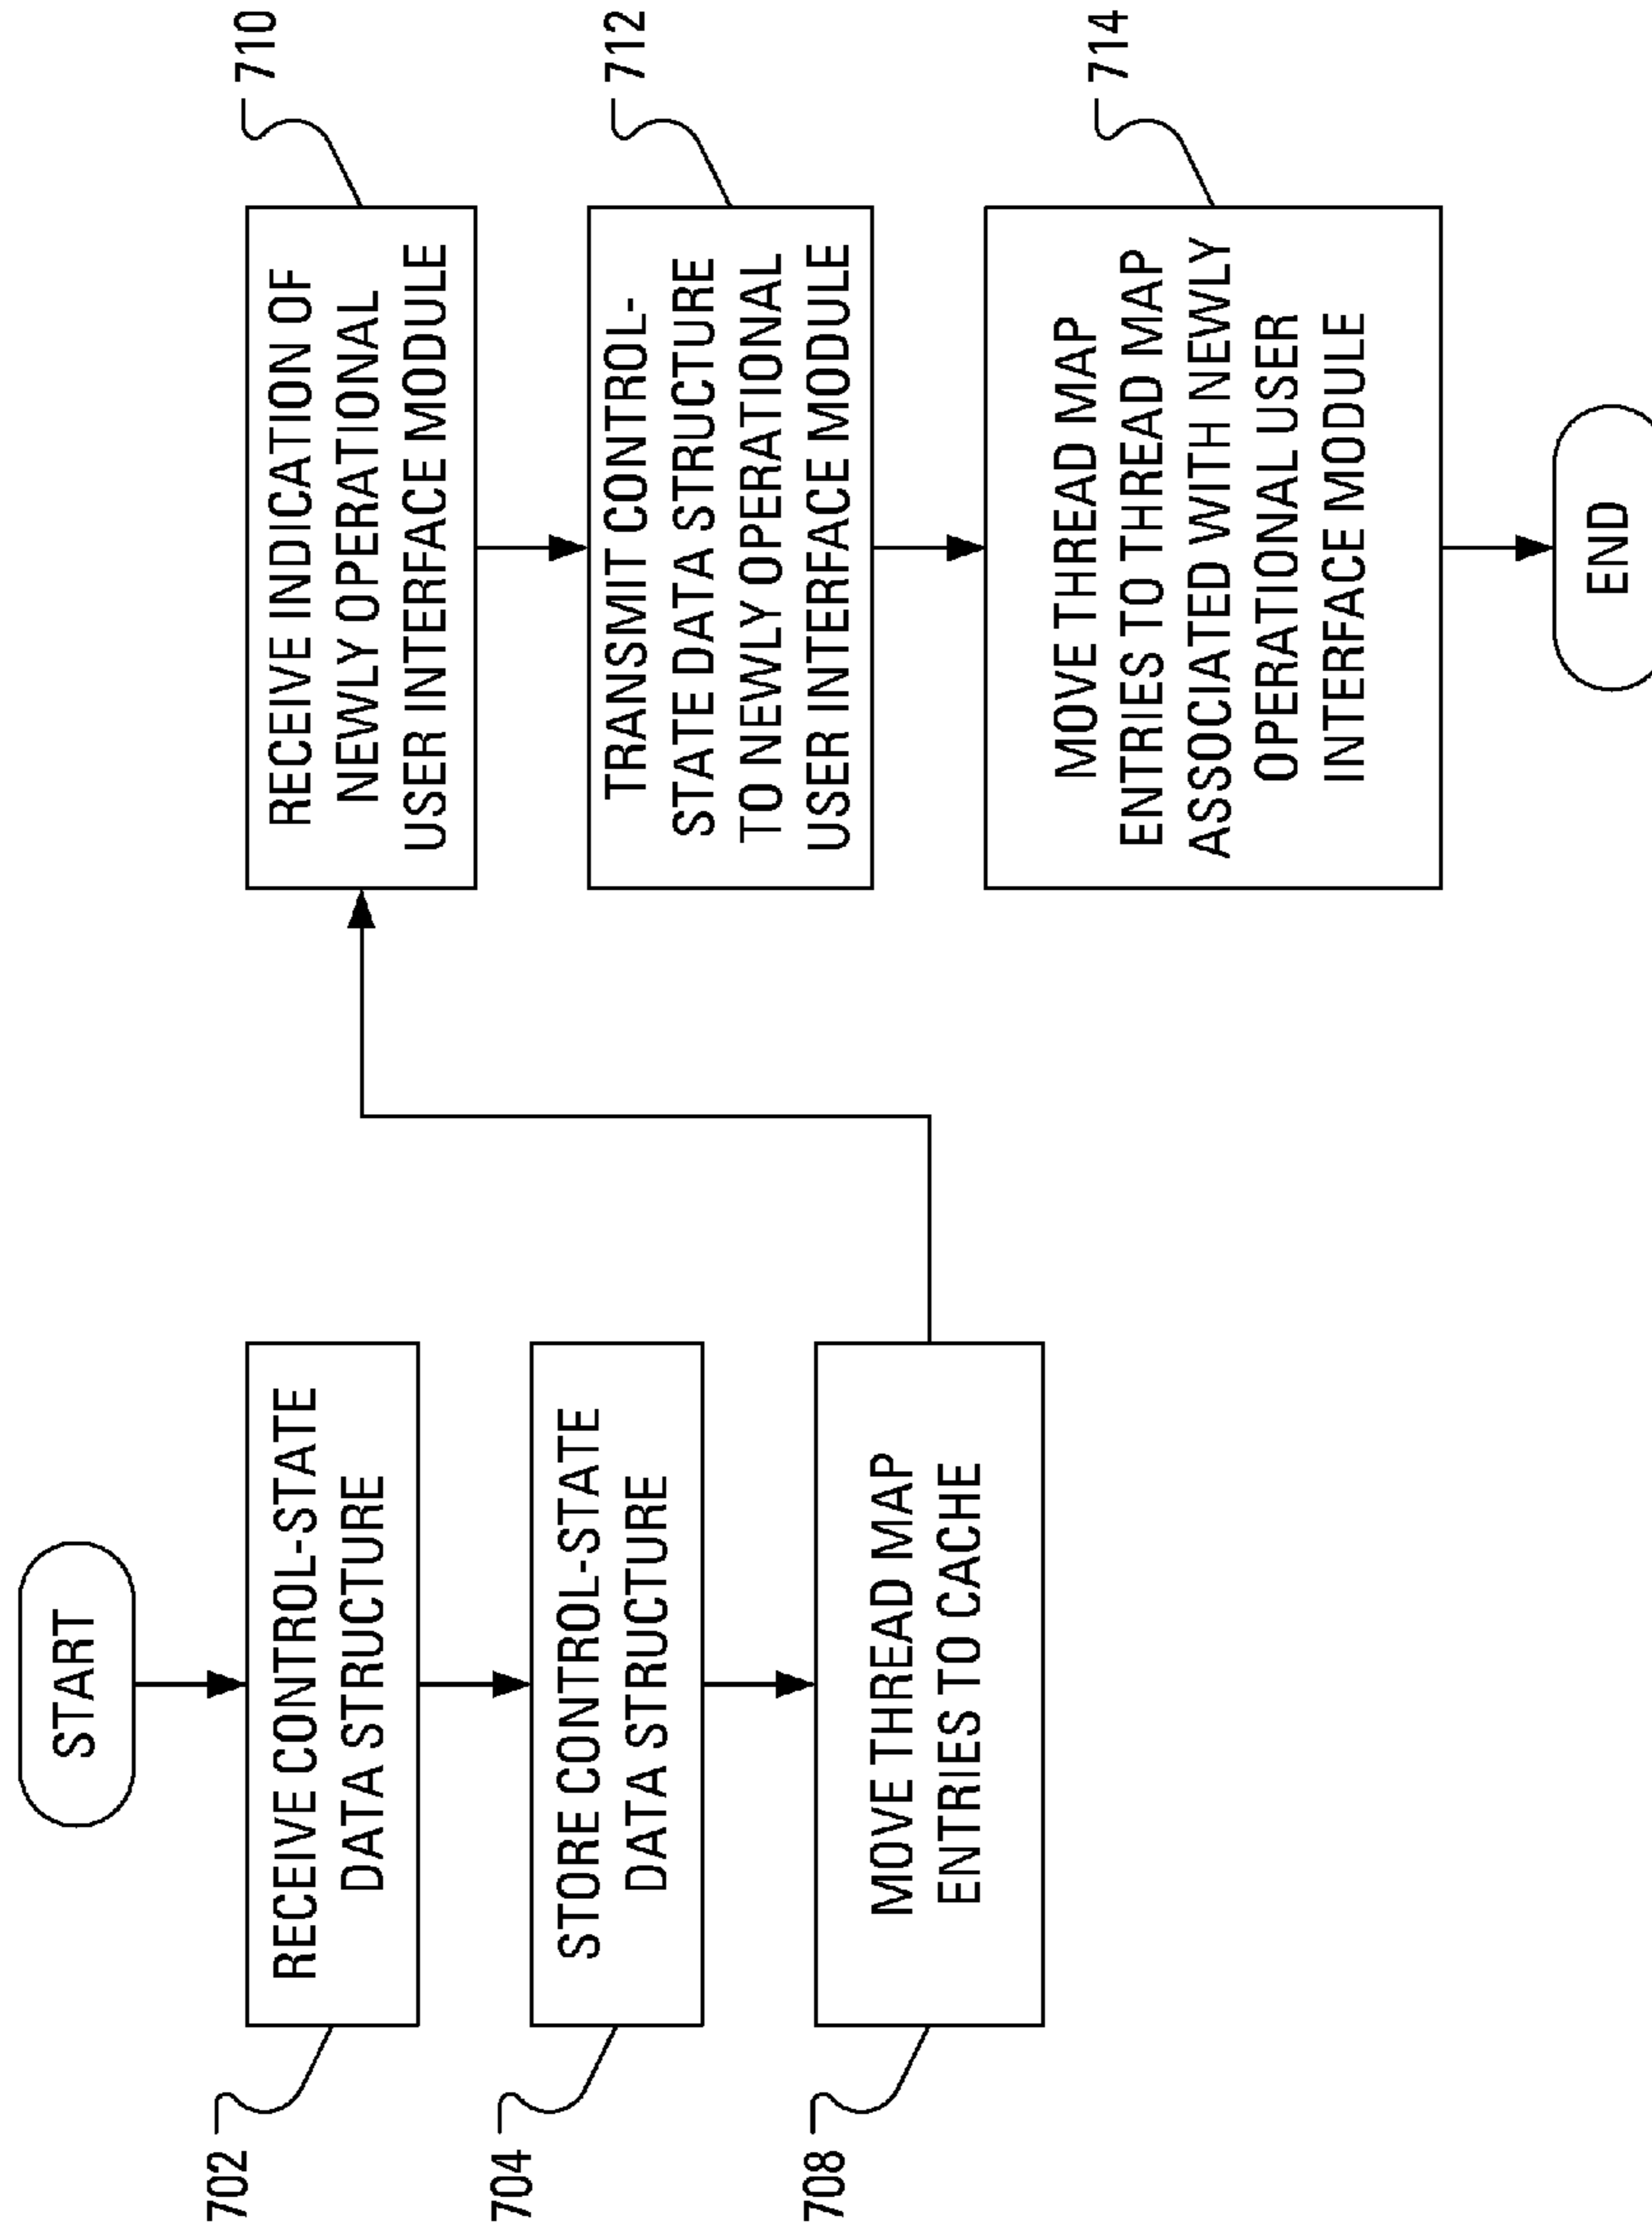 START
702
RECEIVE CONTROL-STATE
DATA STRUCTURE
704
STORE CONTROL-STATE
DATA STRUCTURE
708
MOVE THREAD MAP
ENTRIES TO CACHE
710
RECEIVE INDICATION OF
NEWLY OPERATIONAL
USER INTERFACE MODULE
712
TRANSMIT CONTROL-
STATE DATA STRUCTURE
TO NEWLY OPERATIONAL
USER INTERFACE MODULE
714
MOVE THREAD MAP
ENTRIES TO THREAD MAP
ASSOCIATED WITH NEWLY
OPERATIONAL USER
INTERFACE MODULE
END